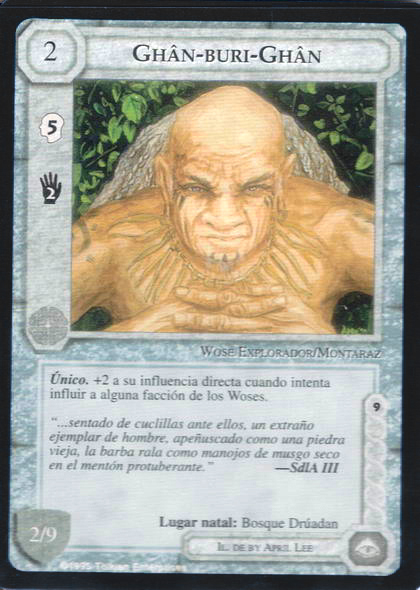 2
GHÂN-BURI-GHÂN
5
2
WOSE EXPLORADOR/MONTARAZ
Único. +2 a su influencia directa cuando intenta
influir a alguna facción de los Woses.
9
"...sentado de cuclillas ante ellos, un extraño
ejemplar de hombre, apeñuscado como una piedra
vieja, la barba rala como manojos de musgo seco
en el mentón protuberante." —SdlA III
Lugar natal: Bosque Drúadan
2/9
IL. DE BY APRIL LEE
©1995 Tolkien Enterprises